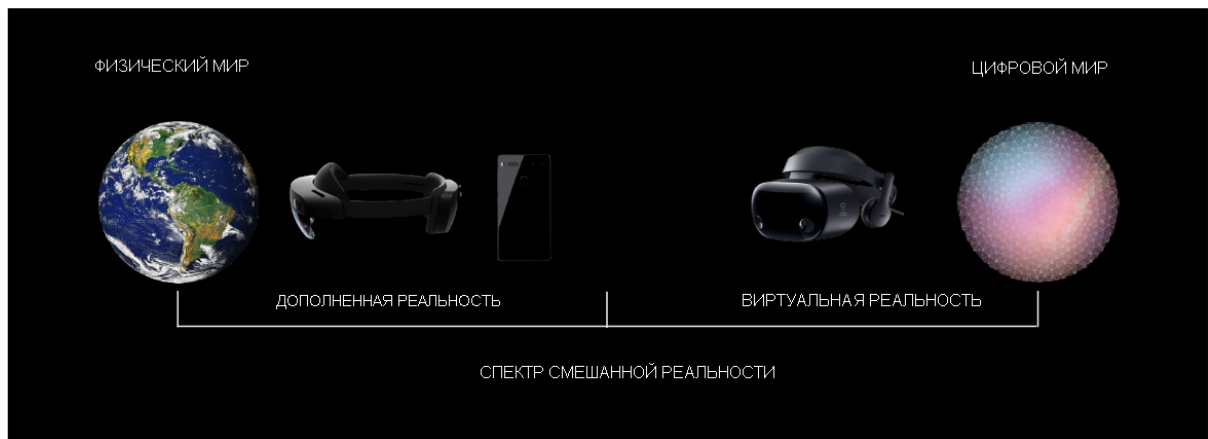 ФИЗИЧЕСКИЙ МИР
ЦИФРОВОЙ МИР
ДОПОЛНЕННАЯ РЕАЛЬНОСТЬ
ВИРТУАЛЬНАЯ РЕАЛЬНОСТЬ
СПЕКТР СМЕШАННОЙ РЕАЛЬНОСТИ